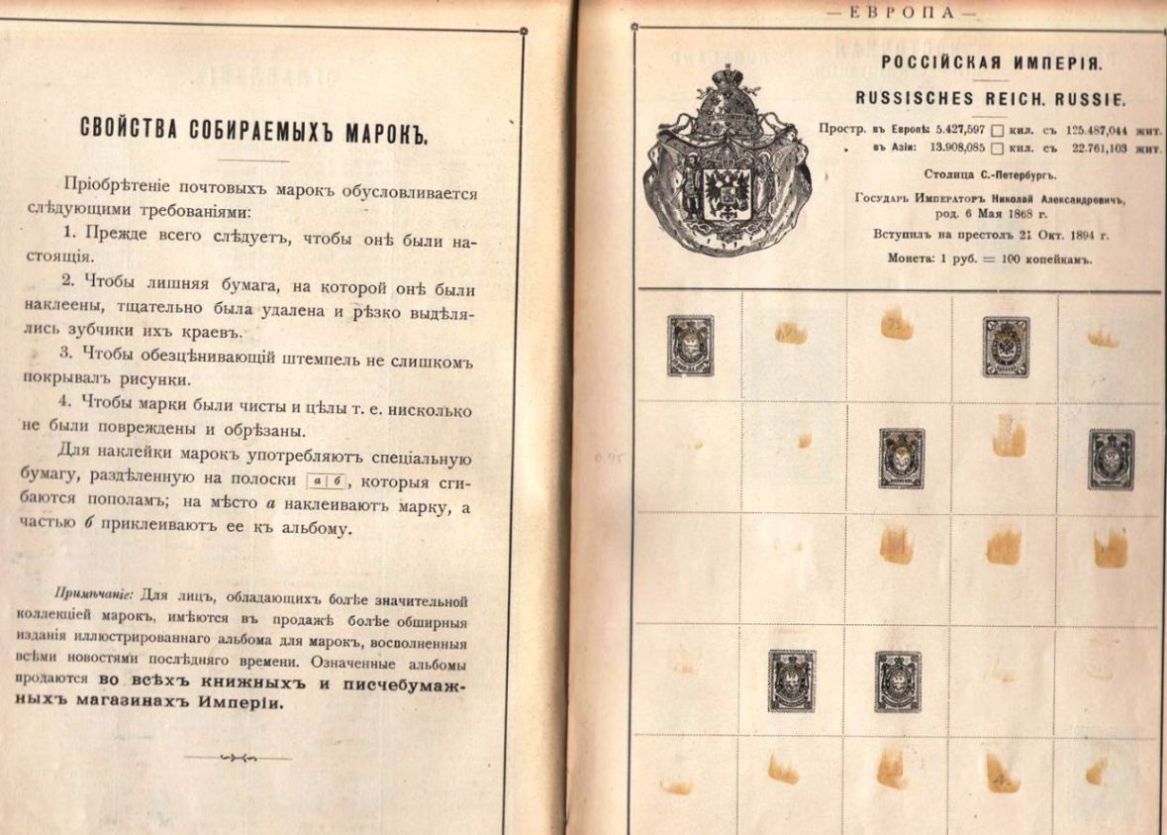 СВОЙСТВА СОБИРАЕМЫХЪ МАРОКЪ.
Пріобрѣтеніе почтовыхъ марокъ обусловливается
слѣдующими требованіями:
1. Прежде всего слѣдуетъ, чтобы онѣ были на-
стоящія.
2. Чтобы лишняя бумага, на которой онѣ были
наклеены, тщательно была удалена и рѣзко выдѣля-
лись зубчики ихъ краевъ.
3. Чтобы обезцѣнивающій штемпель не слишкомъ
покрывалъ рисунки.
4. Чтобы марки были чисты и цѣлы т. е. нисколько
не были повреждены и обрѣзаны.
Для наклейки марокъ употребляютъ спеціальную
бумагу, раздѣленную на полоски а | б, которыя сги-
баются пополамъ; на мѣсто а наклеиваютъ марку, а
частью б приклеиваютъ ее къ альбому.
Примѣчаніе: Для лицъ, обладающихъ болѣе значительной
коллекціей марокъ, имѣются въ продажѣ болѣе обширныя
изданія иллюстрированнаго альбома для марокъ, восполненныя
всѣми новостями послѣдняго времени. Означенные альбомы
продаются во всѣхъ книжныхъ и писчебумаж-
ныхъ магазинахъ Имперіи.
— ЕВРОПА —
РОССІЙСКАЯ ИМПЕРІЯ.
RUSSISCHES REICH. RUSSIE.
Простр. въ Европѣ: 5.427,597 □ кил. съ 125.487,044 жит.
въ Азіи: 13.908,085 □ кил. съ 22.761,103 жит.
Столица С.-Петербургъ.
Государь Императоръ Николай Александровичъ,
род. 6 Мая 1868 г.
Вступилъ на престолъ 21 Окт. 1894 г.
Монета: 1 руб. = 100 копейкамъ.